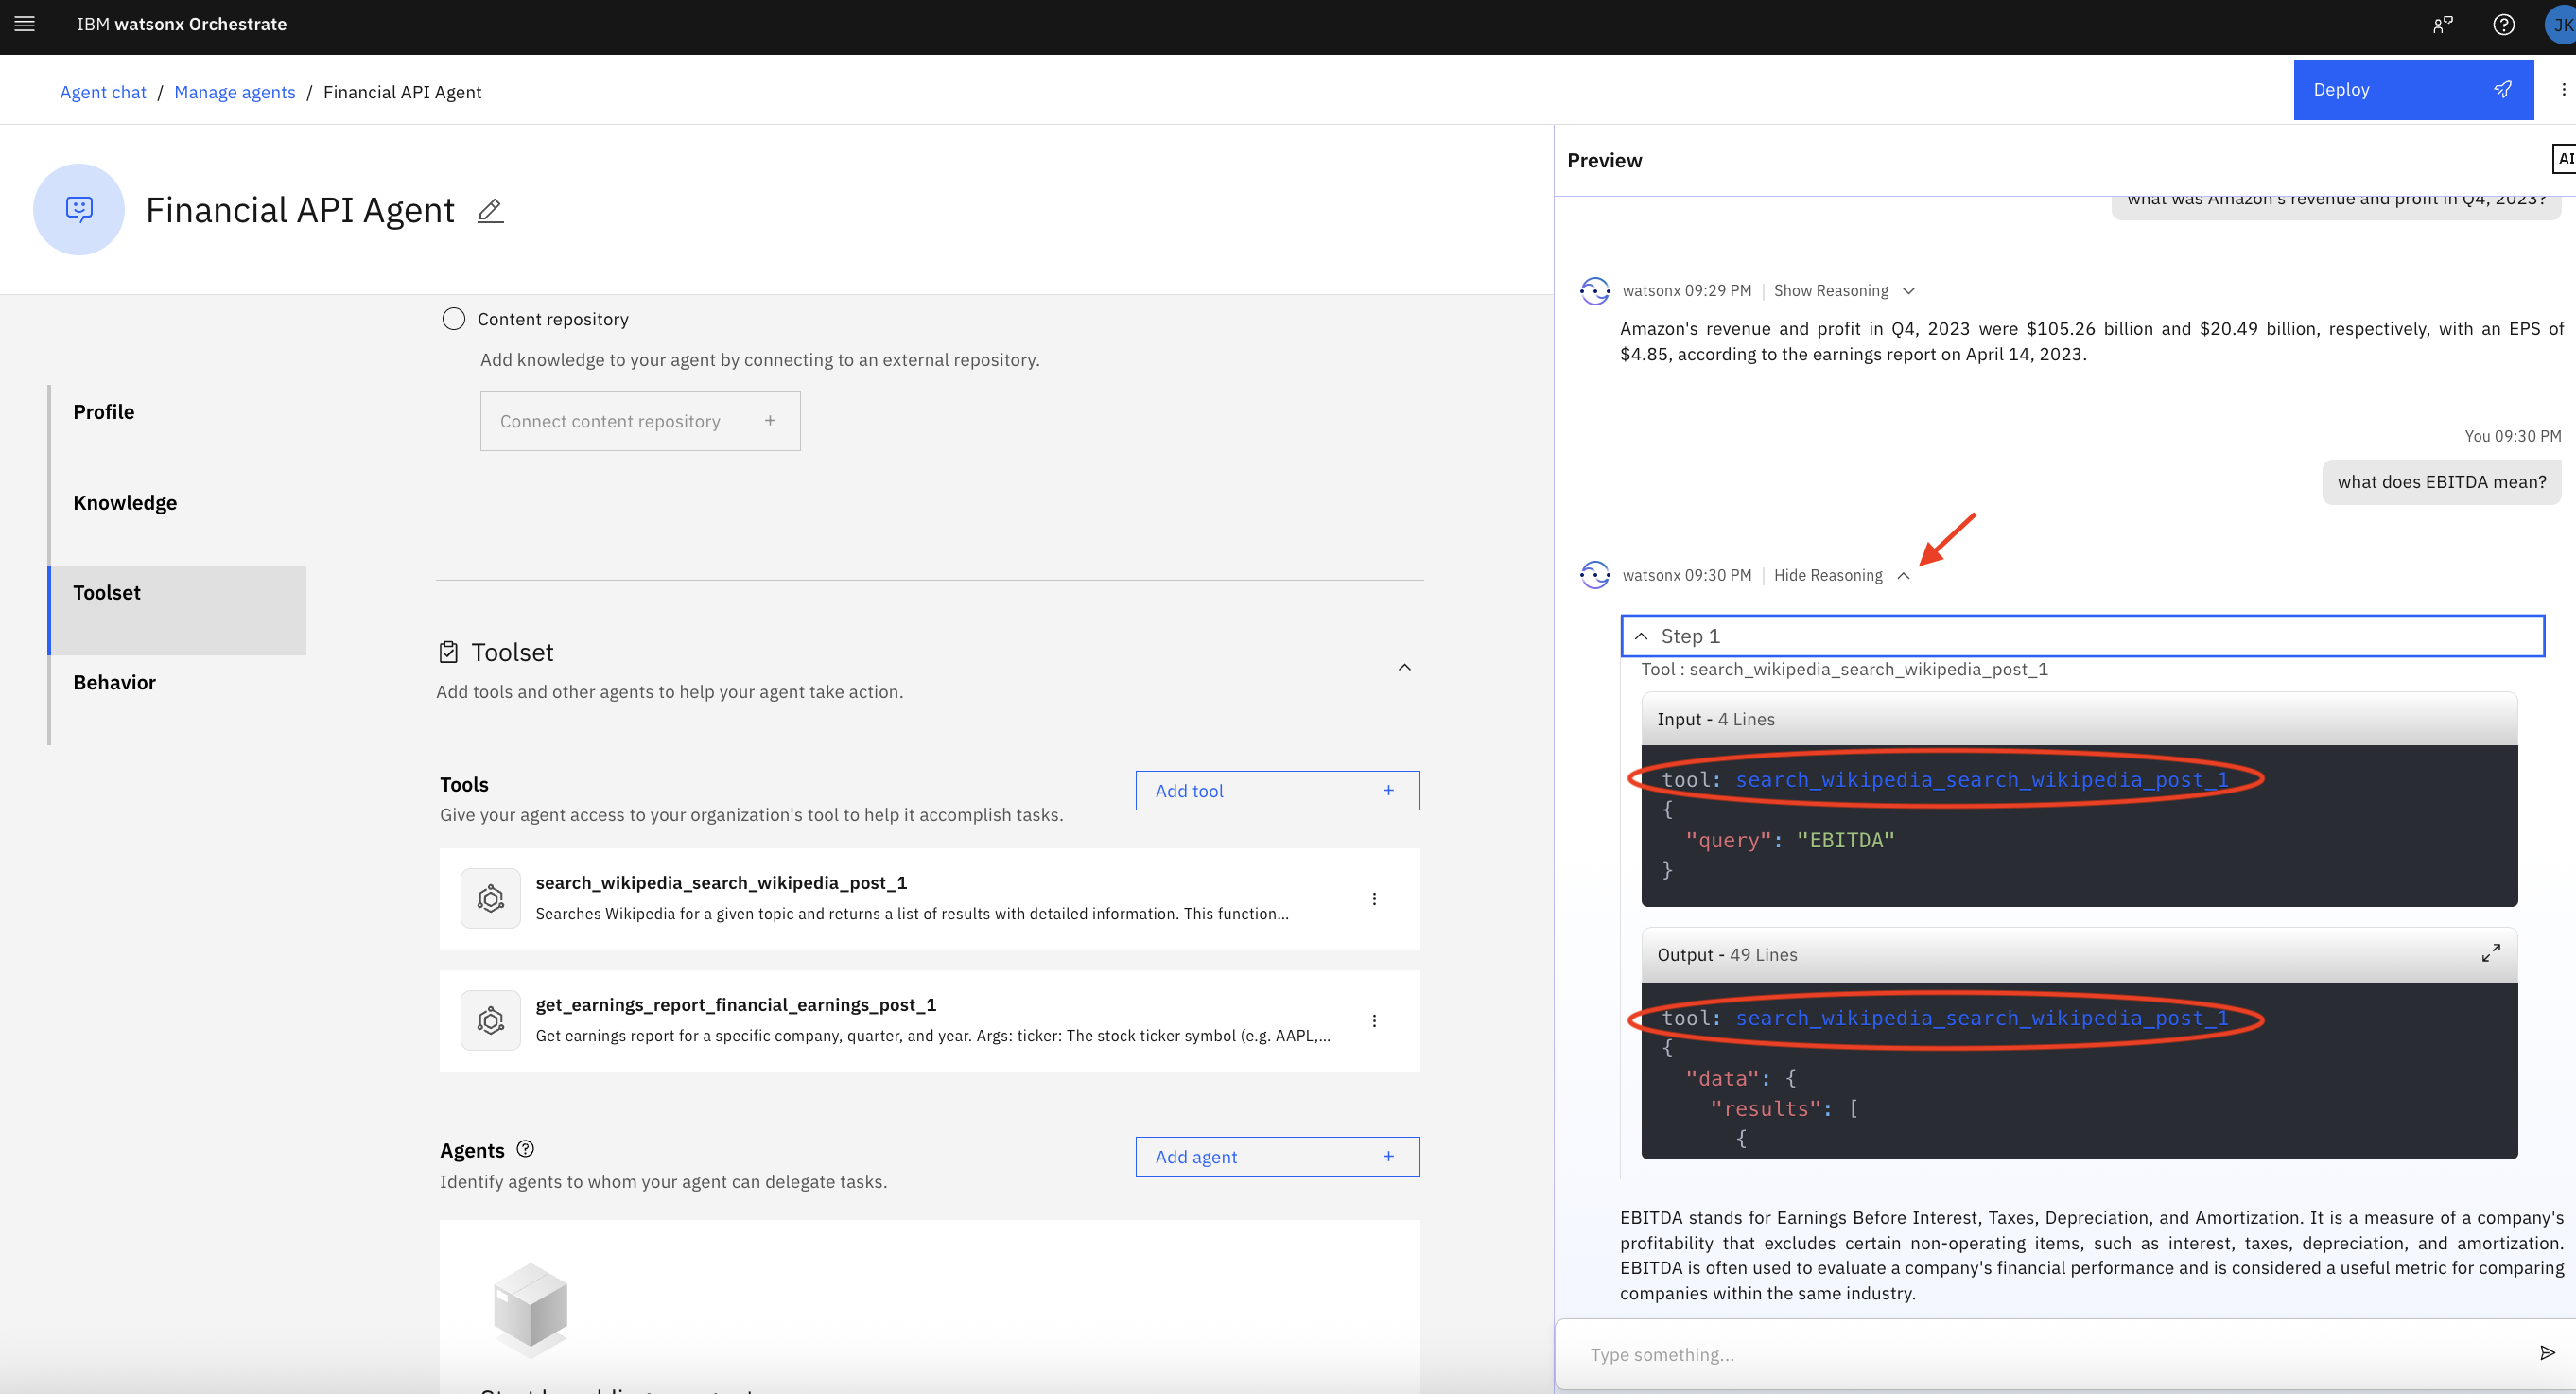 IBM watsonx Orchestrate
JK
Agent chat / Manage agents / Financial API Agent
Deploy
Financial API Agent
Profile
Knowledge
Toolset
Behavior
Content repository
Add knowledge to your agent by connecting to an external repository.
Connect content repository +
Toolset
Add tools and other agents to help your agent take action.
Tools
Give your agent access to your organization's tool to help it accomplish tasks.
Add tool +
search_wikipedia_search_wikipedia_post_1
Searches Wikipedia for a given topic and returns a list of results with detailed information. This function...
get_earnings_report_financial_earnings_post_1
Get earnings report for a specific company, quarter, and year. Args: ticker: The stock ticker symbol (e.g. AAPL,...
Agents
Identify agents to whom your agent can delegate tasks.
Add agent +
Preview
AI
what was Amazon's revenue and profit in Q4, 2023?
watsonx 09:29 PM | Show Reasoning
Amazon's revenue and profit in Q4, 2023 were $105.26 billion and $20.49 billion, respectively, with an EPS of
$4.85, according to the earnings report on April 14, 2023.
You 09:30 PM
what does EBITDA mean?
watsonx 09:30 PM | Hide Reasoning
Step 1
Tool : search_wikipedia_search_wikipedia_post_1
Input - 4 Lines
tool: search_wikipedia_search_wikipedia_post_1
{
"query": "EBITDA"
}
Output - 49 Lines
tool: search_wikipedia_search_wikipedia_post_1
{
"data": {
"results": [
{
EBITDA stands for Earnings Before Interest, Taxes, Depreciation, and Amortization. It is a measure of a company's
profitability that excludes certain non-operating items, such as interest, taxes, depreciation, and amortization.
EBITDA is often used to evaluate a company's financial performance and is considered a useful metric for comparing
companies within the same industry.
Type something...